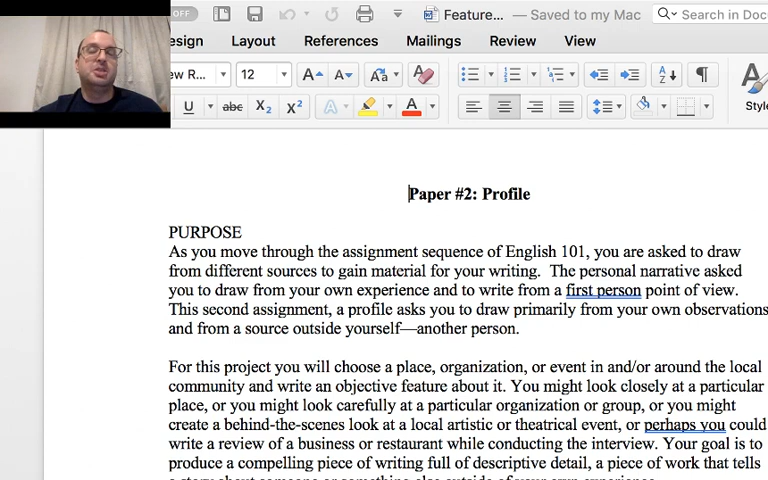 OFF
Feature...
— Saved to my Mac
Search in Doc
esign
Layout
References
Mailings
Review
View
ew R...
12
A
A
Aa
A
Z
¶
A
U
abc
X2
X2
A
A
Style
Paper #2: Profile
PURPOSE
As you move through the assignment sequence of English 101, you are asked to draw
from different sources to gain material for your writing.  The personal narrative asked
you to draw from your own experience and to write from a first person point of view.
This second assignment, a profile asks you to draw primarily from your own observations
and from a source outside yourself—another person.
For this project you will choose a place, organization, or event in and/or around the local
community and write an objective feature about it. You might look closely at a particular
place, or you might look carefully at a particular organization or group, or you might
create a behind-the-scenes look at a local artistic or theatrical event, or perhaps you could
write a review of a business or restaurant while conducting the interview. Your goal is to
produce a compelling piece of writing full of descriptive detail, a piece of work that tells